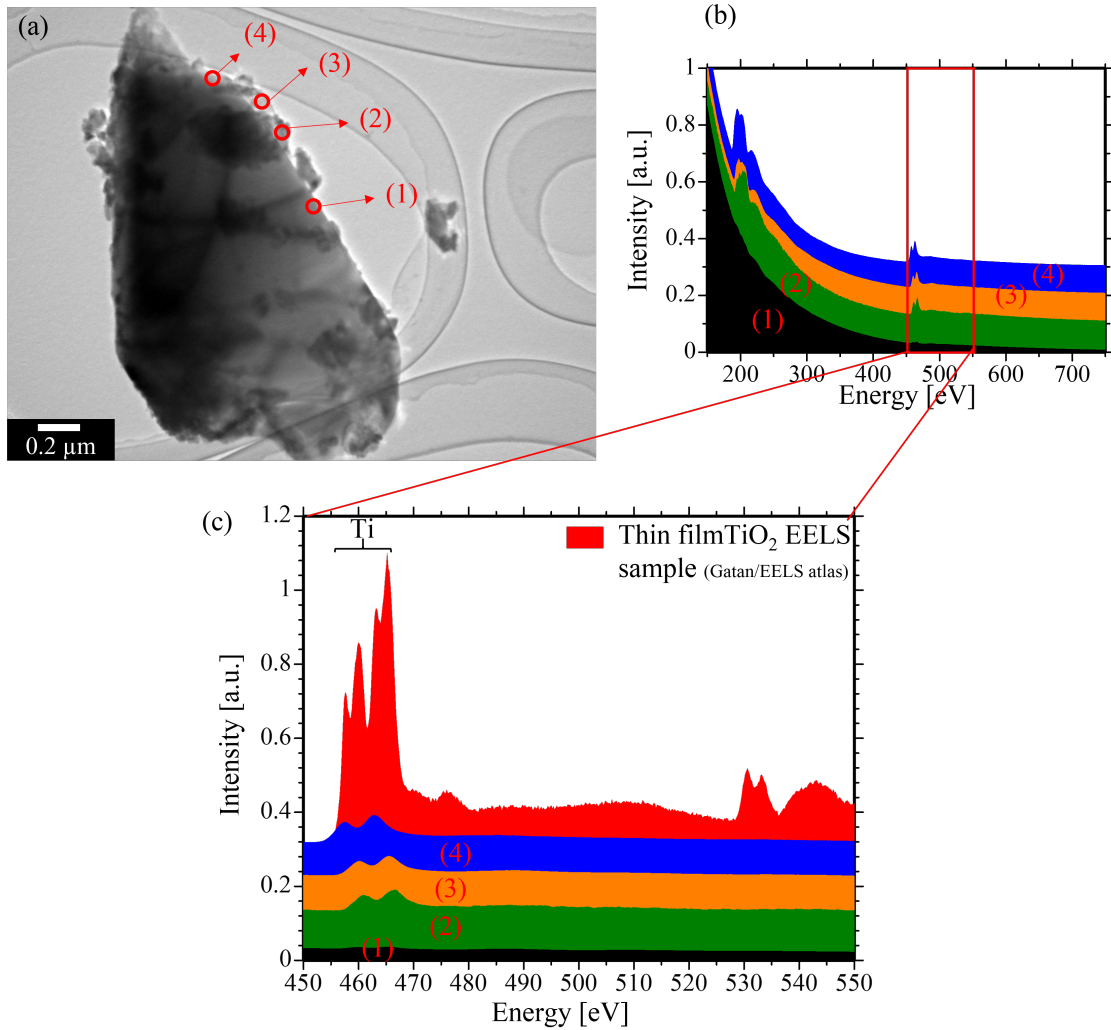 (a)
(4)
(3)
(2)
(1)
0.2 µm
(b)
Intensity [a.u.]
1
0.8
0.6
0.4
0.2
0
(4)
(3)
(2)
(1)
200 300 400 500 600 700
Energy [eV]
(c)
Intensity [a.u.]
1.2
1
0.8
0.6
0.4
0.2
0
Ti
Thin filmTiO₂ EELS
sample (Gatan/EELS atlas)
(4)
(3)
(2)
(1)
450 460 470 480 490 500 510 520 530 540 550
Energy [eV]